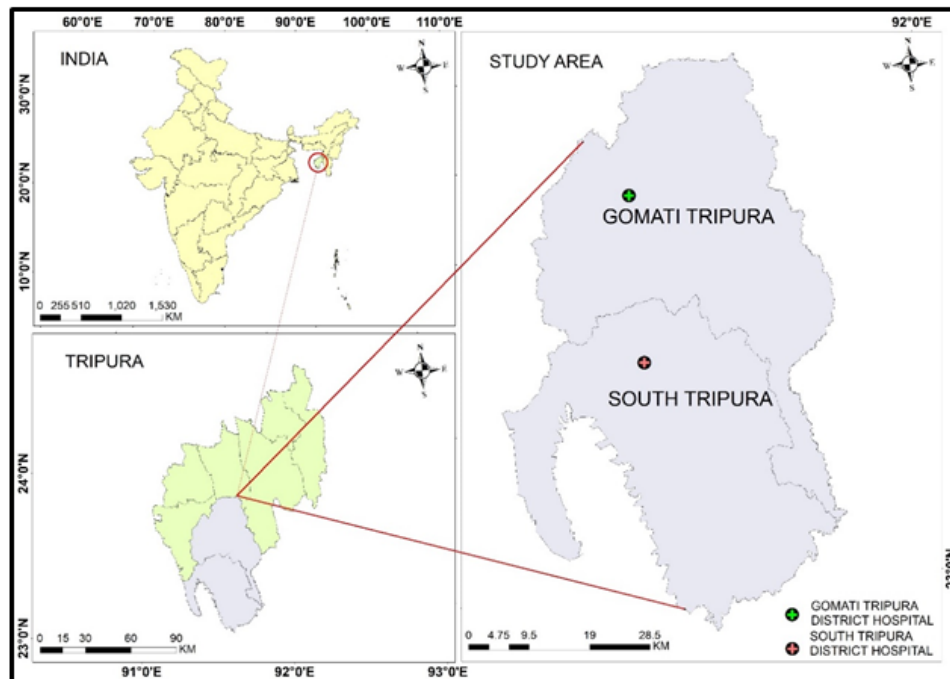 60°0'E 70°0'E 80°0'E 90°0'E 100°0'E 110°0'E
92°0'E
INDIA
N
W E
S
30°0'N
20°0'N
10°0'N
0 255 510 1,020 1,530
KM
TRIPURA
N
W E
S
24°0'N
23°0'N
0 15 30 60 90
KM
91°0'E 92°0'E 93°0'E
STUDY AREA
N
W E
S
GOMATI TRIPURA
SOUTH TRIPURA
GOMATI TRIPURA
DISTRICT HOSPITAL
SOUTH TRIPURA
DISTRICT HOSPITAL
0 4.75 9.5 19 28.5
KM